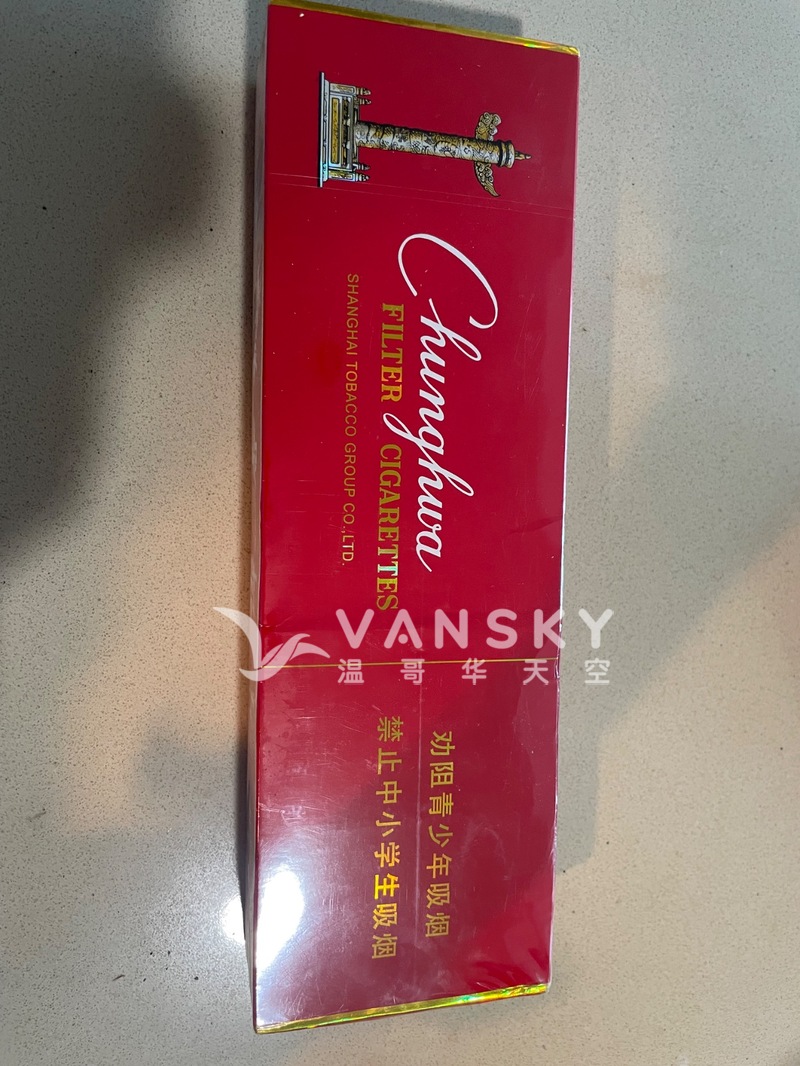 Chunghwa
FILTER CIGARETTES
SHANGHAI TOBACCO GROUP CO.,LTD.
VANSKY
温哥华天空
劝阻青少年吸烟
禁止中小学生吸烟